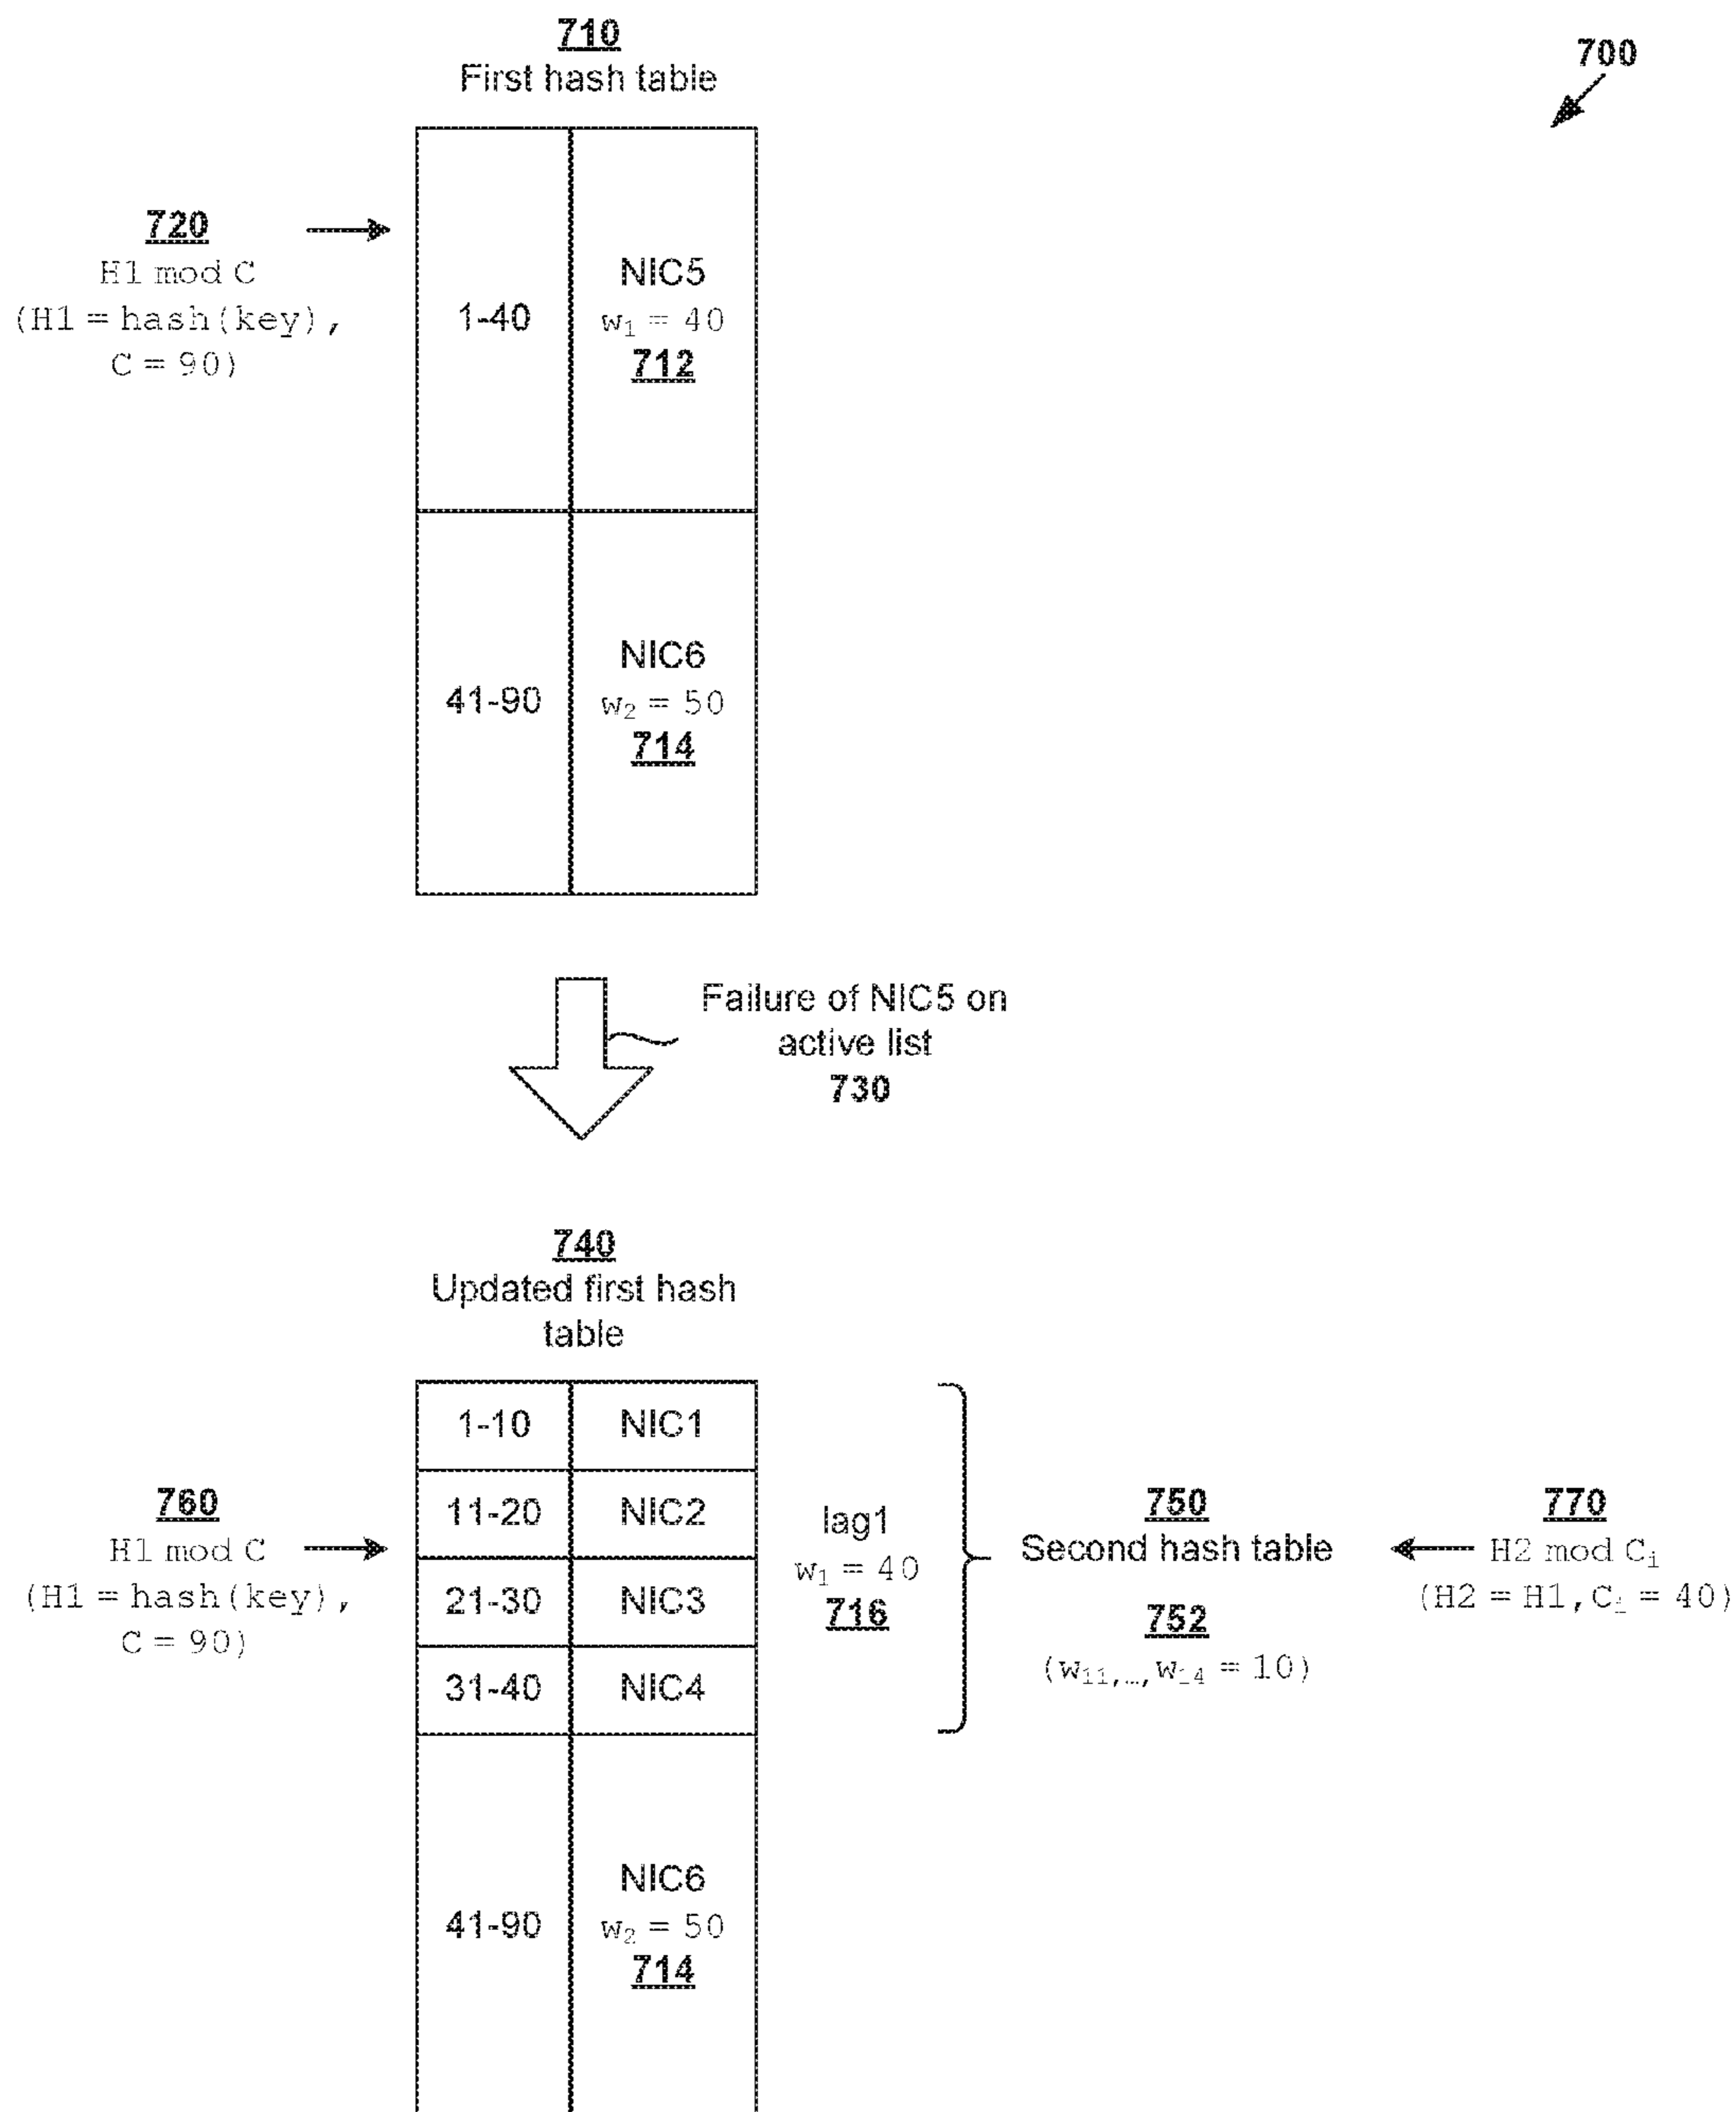 710
First hash table
700
720
H1 mod C
(H1 = hash(key),
C = 90)
1-40
NIC5
w₁ = 40
712
41-90
NIC6
w₂ = 50
714
Failure of NIC5 on
active list
730
740
Updated first hash
table
760
H1 mod C
(H1 = hash(key),
C = 90)
1-10
NIC1
11-20
NIC2
21-30
NIC3
31-40
NIC4
lag1
w₁ = 40
716
750
Second hash table
752
(w₁₁,…,w₁₄ = 10)
770
H2 mod Cᵢ
(H2 = H1, Cᵢ = 40)
41-90
NIC6
w₂ = 50
714